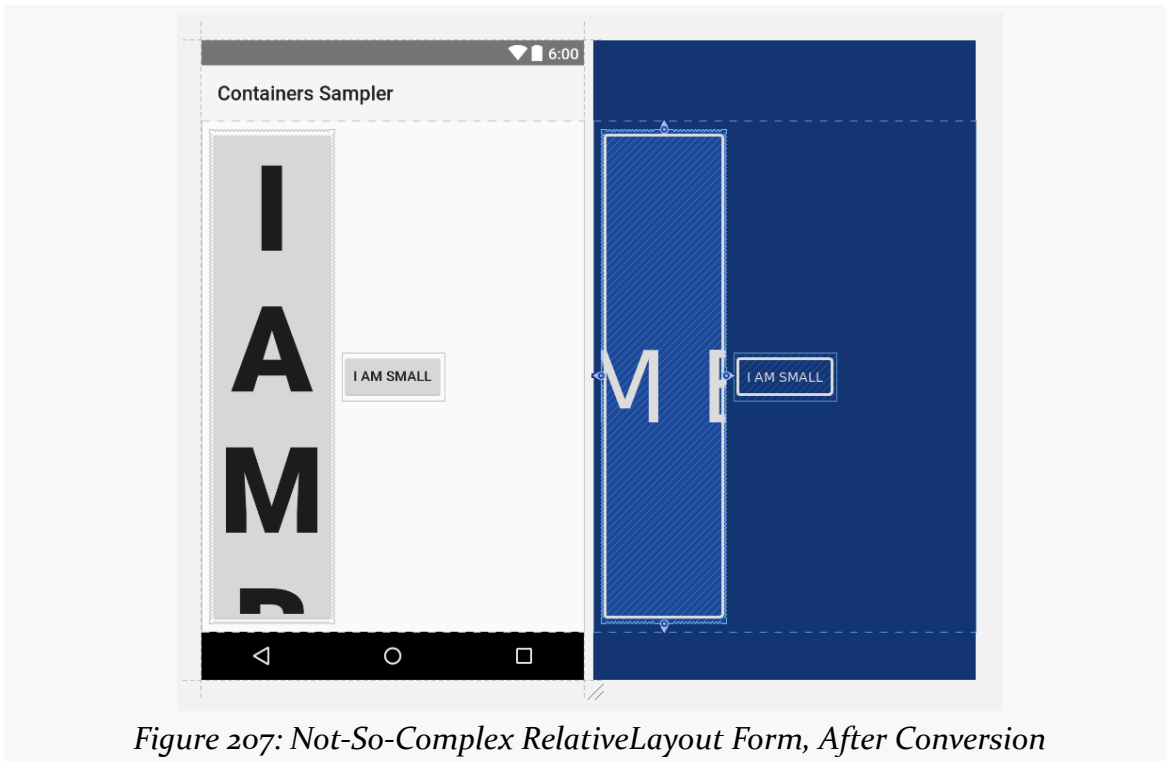 6:00
Containers Sampler
I
A
M
I AM SMALL
M E
I AM SMALL
Figure 207: Not-So-Complex RelativeLayout Form, After Conversion